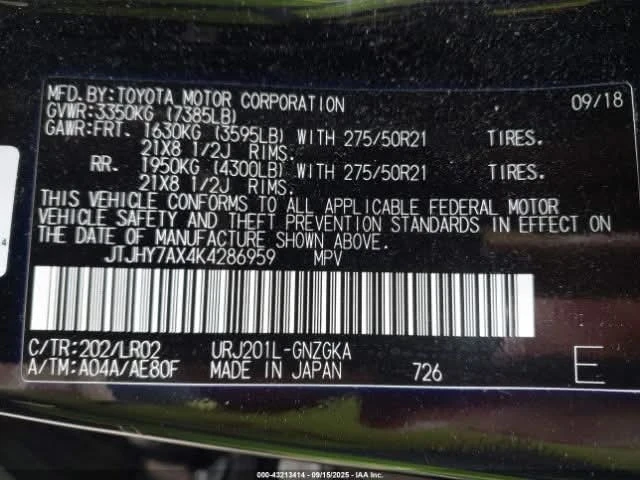 MFD.BY:TOYOTA MOTOR CORPORATION 09/18
GVWR:3350KG (7385LB)
GAWR:FRT. 1630KG (3595LB) WITH 275/50R21 TIRES.
21X8 1/2J RIMS.
RR. 1950KG (4300LB) WITH 275/50R21 TIRES.
21X8 1/2J RIMS.
THIS VEHICLE CONFORMS TO ALL APPLICABLE FEDERAL MOTOR
VEHICLE SAFETY AND THEFT PREVENTION STANDARDS IN EFFECT ON
THE DATE OF MANUFACTURE SHOWN ABOVE.
JTJHY7AX4K4286959 MPV
C/TR:202/LR02 URJ201L-GNZGKA
A/TM:A04A/AE80F MADE IN JAPAN 726 E
4
000-43213414 - 09/15/2025 - IAA Inc.